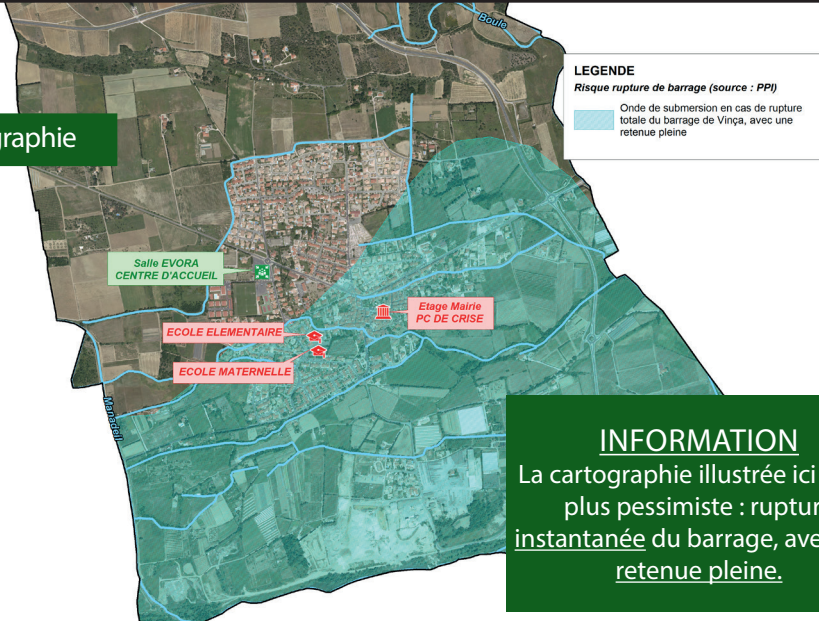 Boule
LEGENDE
Risque rupture de barrage (source : PPI)
Onde de submersion en cas de rupture
totale du barrage de Vinça, avec une
retenue pleine
graphie
Salle EVORA
CENTRE D'ACCUEIL
Etage Mairie
PC DE CRISE
ECOLE ELEMENTAIRE
ECOLE MATERNELLE
Manadeil
INFORMATION
La cartographie illustrée ici
plus pessimiste : ruptur
instantanée du barrage, ave
retenue pleine.